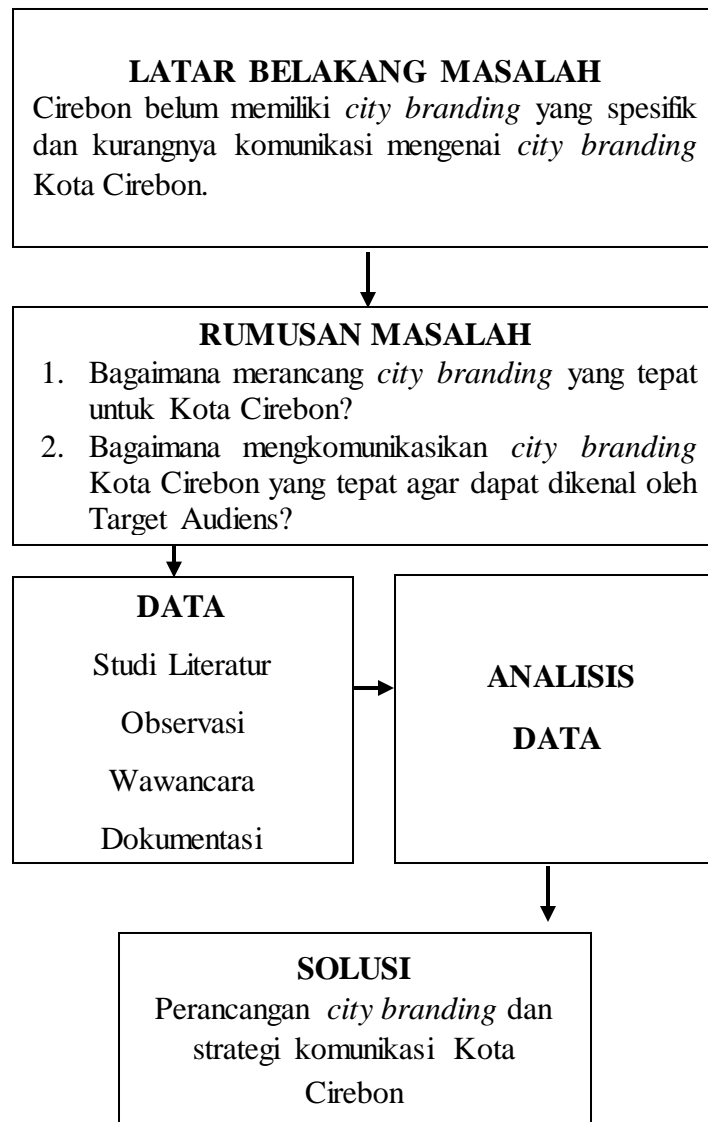 LATAR BELAKANG MASALAH
Cirebon belum memiliki city branding yang spesifik
dan kurangnya komunikasi mengenai city branding
Kota Cirebon.
RUMUSAN MASALAH
1. Bagaimana merancang city branding yang tepat
untuk Kota Cirebon?
2. Bagaimana mengkomunikasikan city branding
Kota Cirebon yang tepat agar dapat dikenal oleh
Target Audiens?
DATA
Studi Literatur
Observasi
Wawancara
Dokumentasi
ANALISIS
DATA
SOLUSI
Perancangan city branding dan
strategi komunikasi Kota
Cirebon